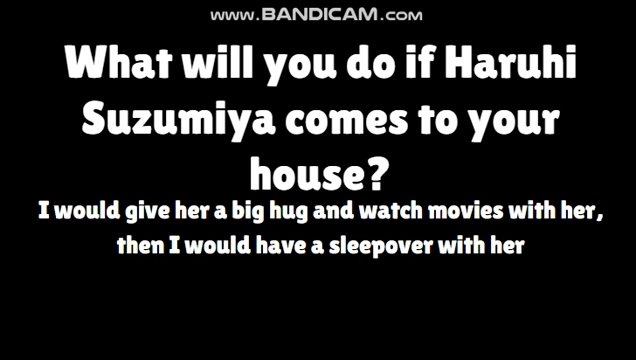 www.BANDICAM.com
What will you do if Haruhi
Suzumiya comes to your
house?
I would give her a big hug and watch movies with her,
then I would have a sleepover with her